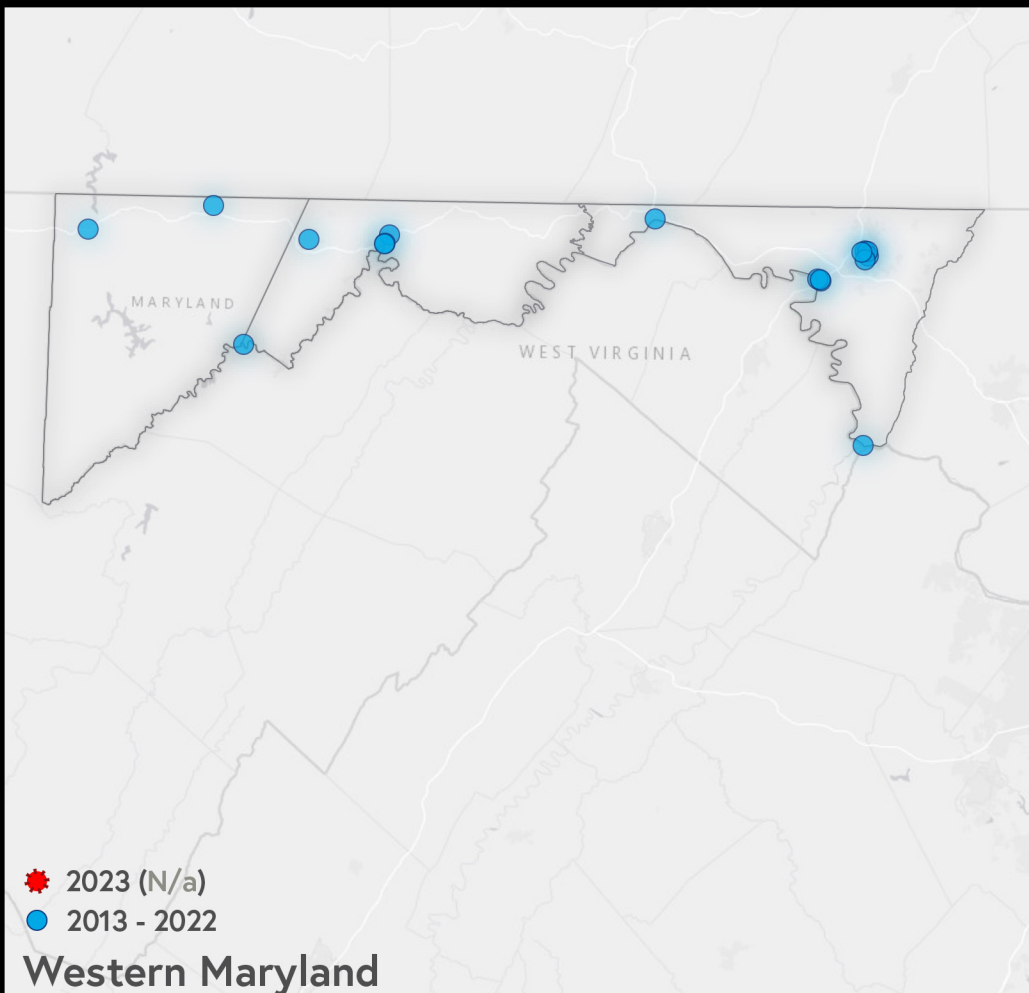 MARYLAND
WEST VIRGINIA
2023 (N/a)
2013 - 2022
Western Maryland